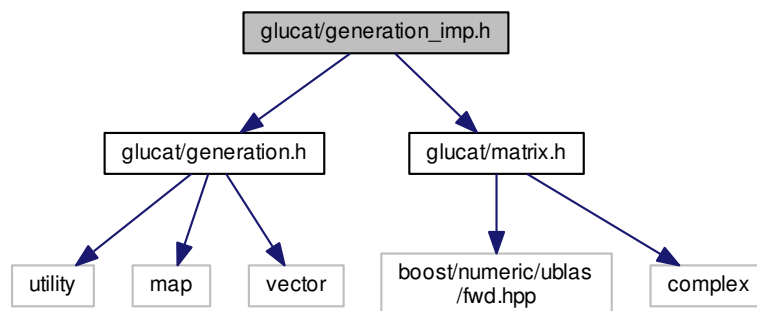 glucat/generation_imp.h
glucat/generation.h
glucat/matrix.h
utility
map
vector
boost/numeric/ublas
/fwd.hpp
complex